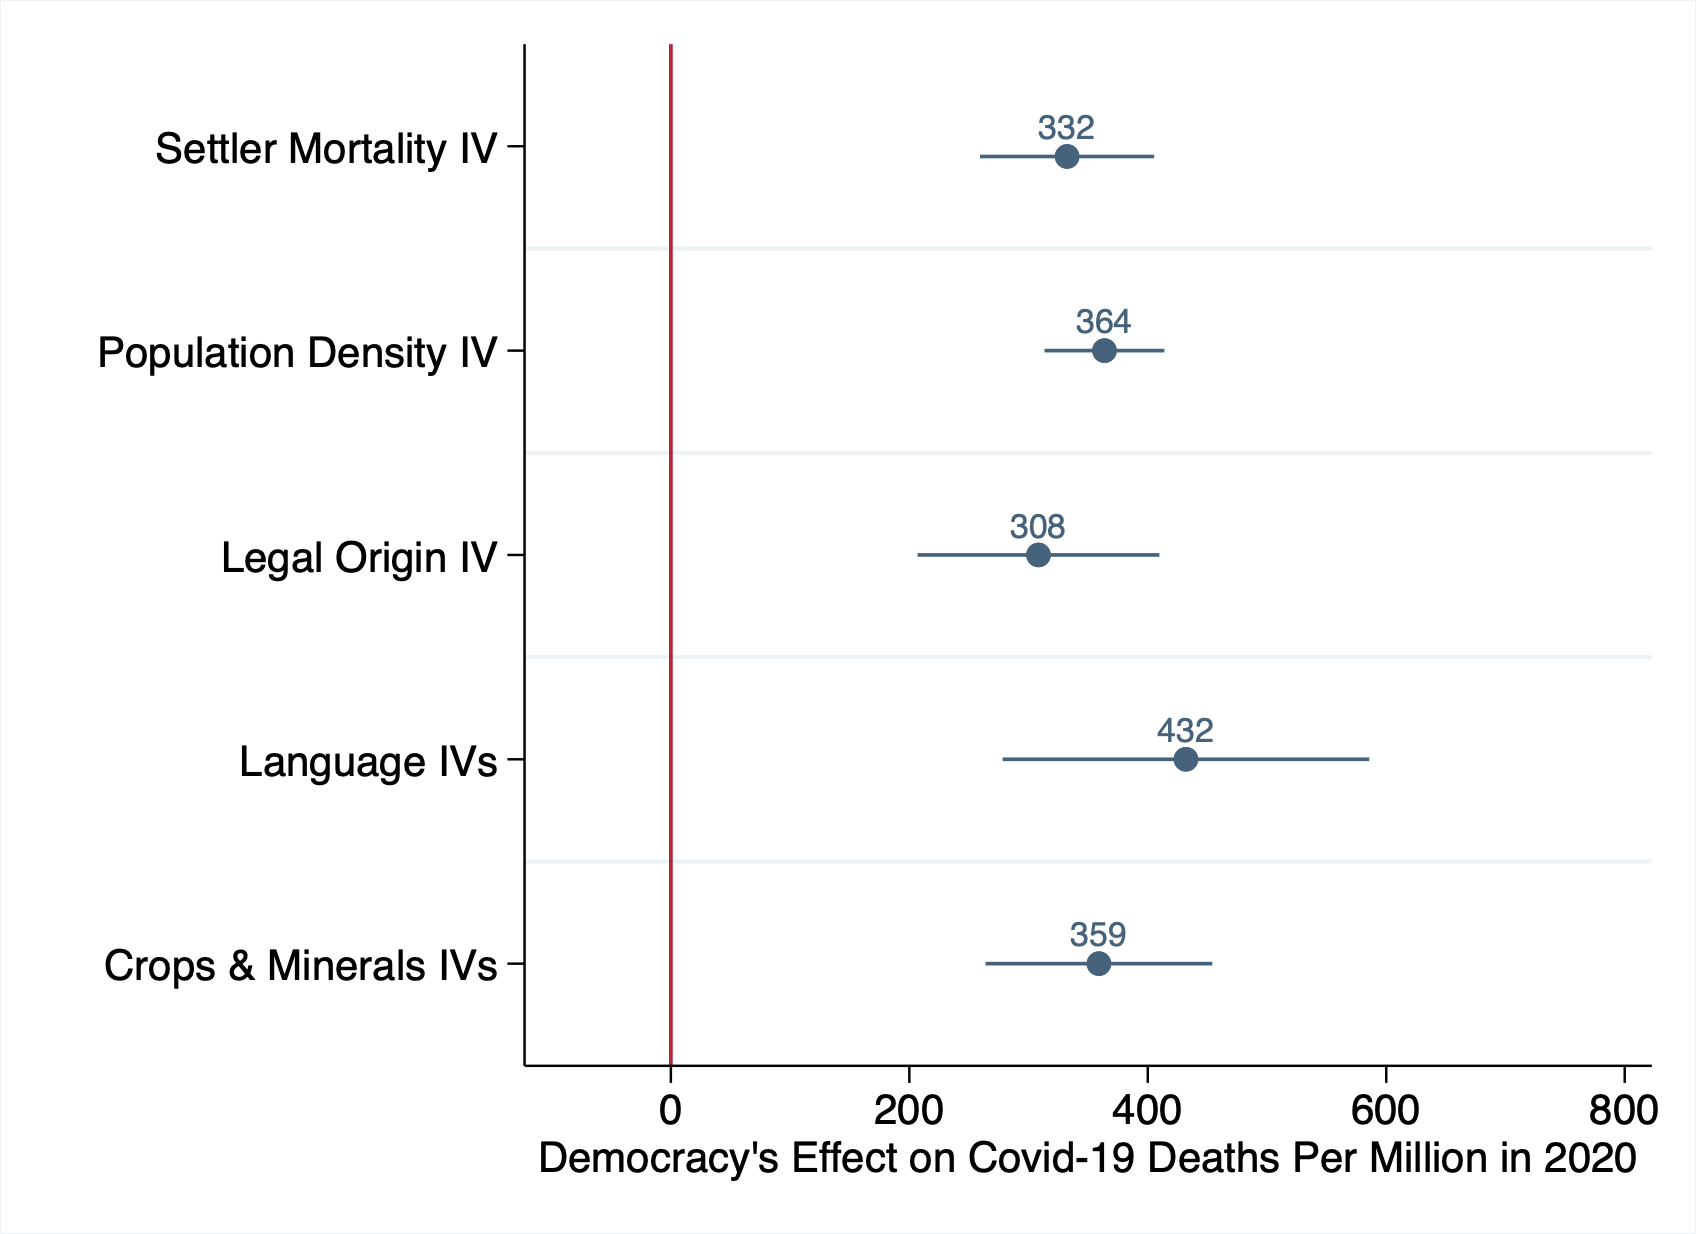 Settler Mortality IV
332
Population Density IV
364
Legal Origin IV
308
Language IVs
432
Crops & Minerals IVs
359
0 200 400 600 800
Democracy's Effect on Covid-19 Deaths Per Million in 2020